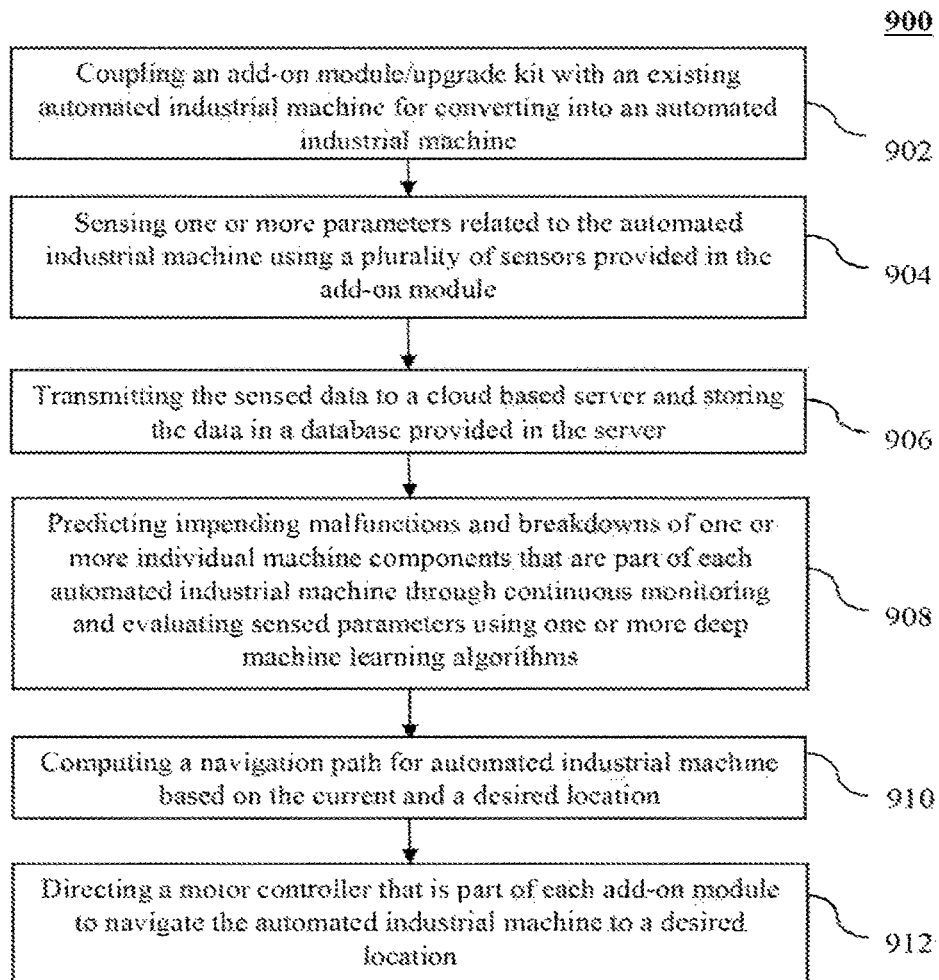 900
Coupling an add-on module/upgrade kit with an existing
automated industrial machine for converting into an automated
industrial machine
902
Sensing one or more parameters related to the automated
industrial machine using a plurality of sensors provided in the
add-on module
904
Transmitting the sensed data to a cloud based server and storing
the data in a database provided in the server
906
Predicting impending malfunctions and breakdowns of one or
more individual machine components that are part of each
automated industrial machine through continuous monitoring
and evaluating sensed parameters using one or more deep
machine learning algorithms
908
Computing a navigation path for automated industrial machine
based on the current and a desired location
910
Directing a motor controller that is part of each add-on module
to navigate the automated industrial machine to a desired
location
912